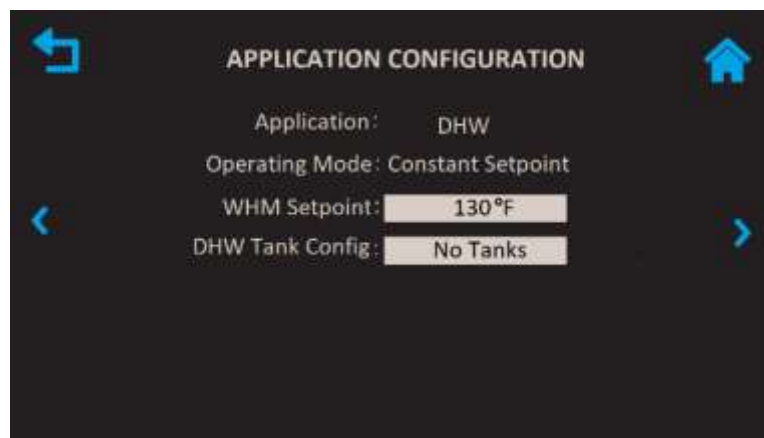 APPLICATION CONFIGURATION
Application: DHW
Operating Mode: Constant Setpoint
WHM Setpoint: 130°F
DHW Tank Config: No Tanks